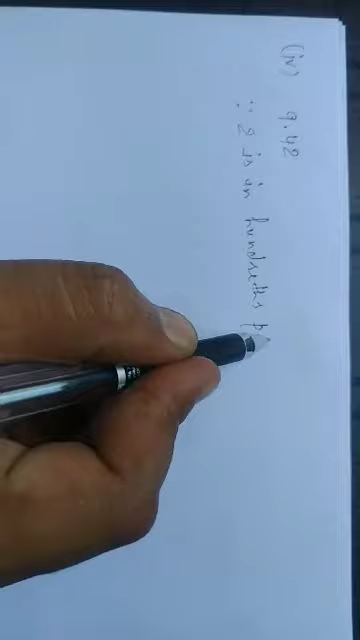 (iv) 9.42
∵ 2 is in hundredths p